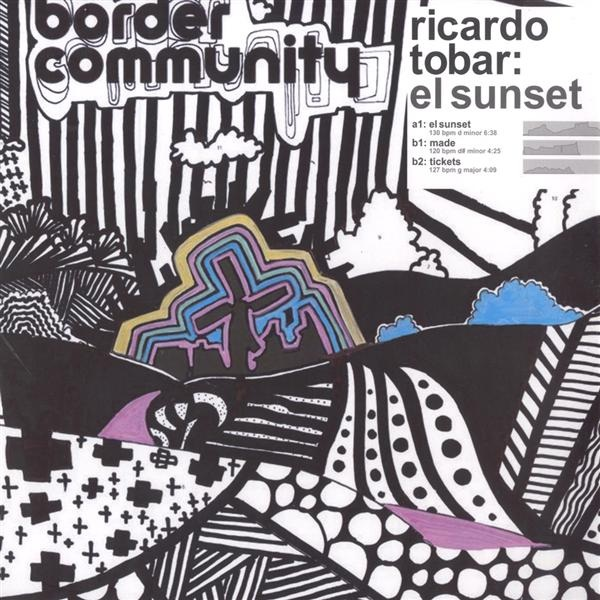 border
community
ricardo
tobar:
el sunset
a1: el sunset
130 bpm d minor 6:38
b1: made
120 bpm d# minor 4:25
b2: tickets
127 bpm g major 4:09